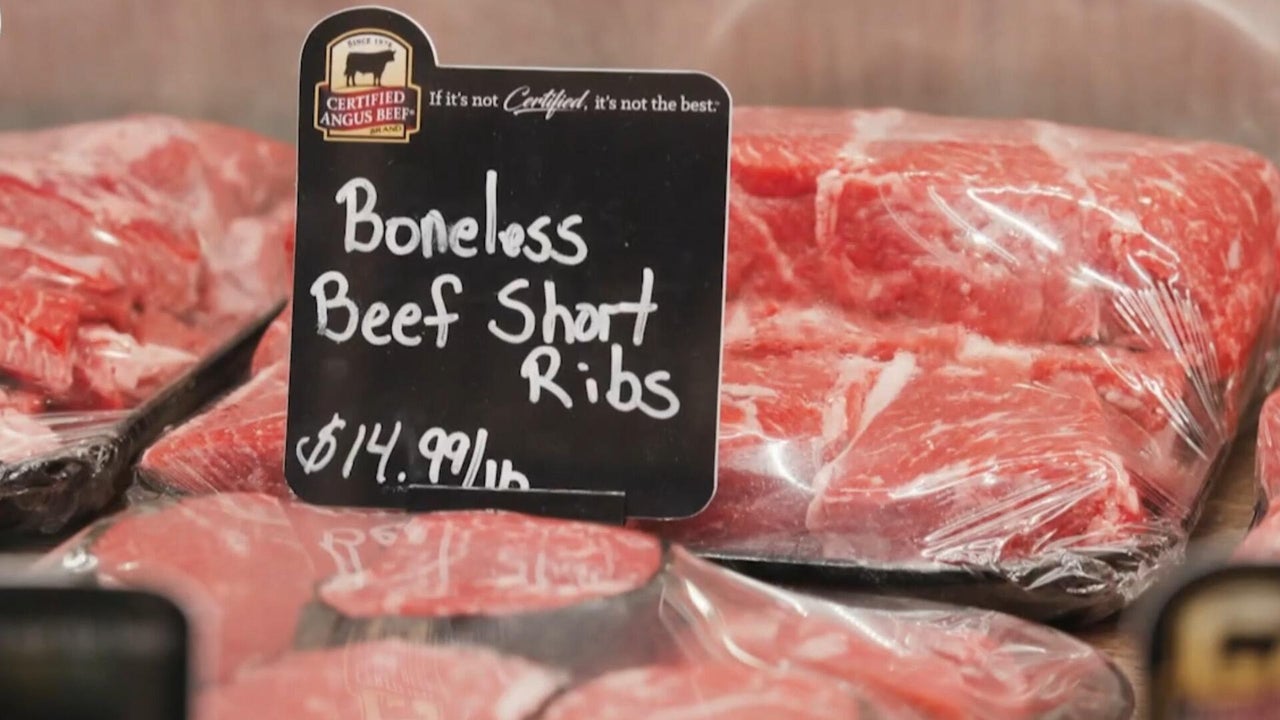 SINCE 1978
CERTIFIED
ANGUS BEEF®
BRAND
If it's not Certified, it's not the best.™
Boneless
Beef Short
Ribs
$14.99/lb